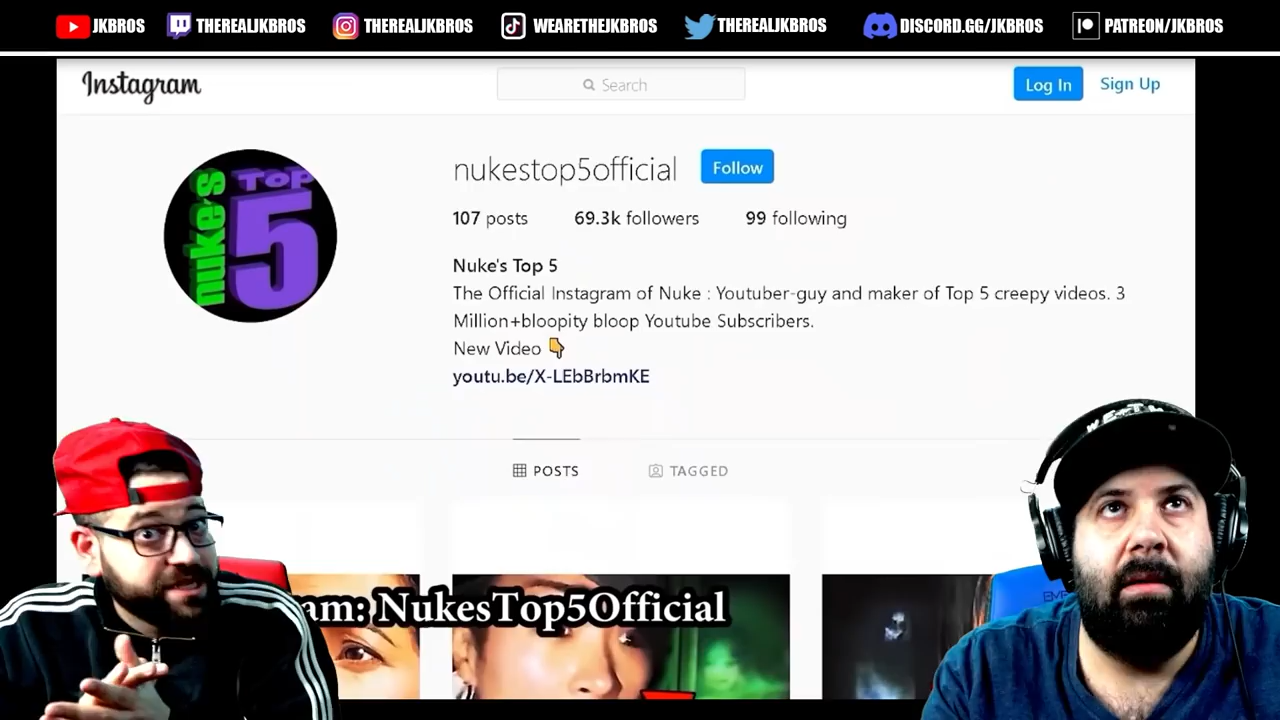 JKBROS THEREALJKBROS THEREALJKBROS WEARETHEJKBROS THEREALJKBROS DISCORD.GG/JKBROS PATREON/JKBROS
Instagram Search Log In Sign Up
nuke's TOP 5
nukestop5official Follow
107 posts 69.3k followers 99 following
Nuke's Top 5
The Official Instagram of Nuke : Youtuber-guy and maker of Top 5 creepy videos. 3
Million+bloopity bloop Youtube Subscribers.
New Video 👇
youtu.be/X-LEbBrbmKE
POSTS TAGGED
am: NukesTop5Official